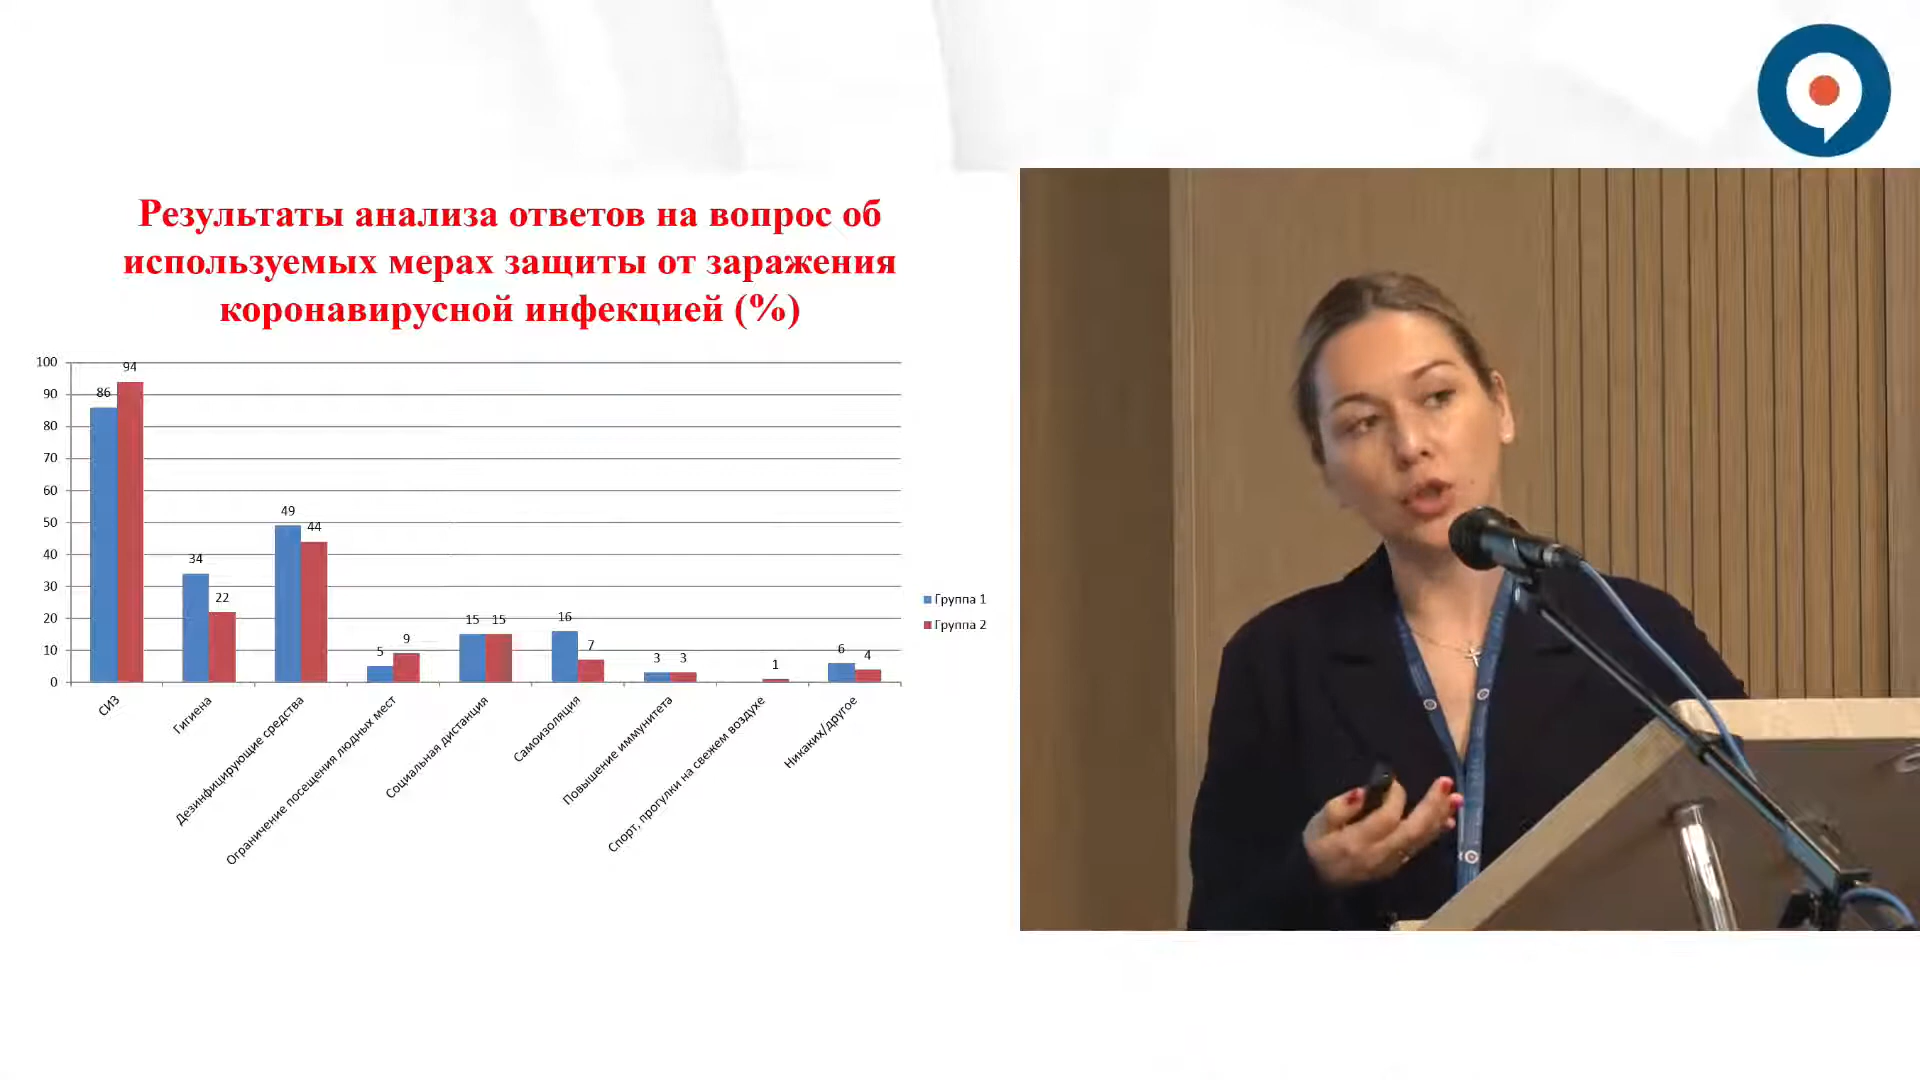 Результаты анализа ответов на вопрос об
используемых мерах защиты от заражения
коронавирусной инфекцией (%)
100
90
80
70
60
50
40
30
20
10
0
86
94
34
22
49
44
5
9
15
15
16
7
3
3
1
6
4
СИЗ
Гигиена
Дезинфицирующие средства
Ограничение посещения людных мест
Социальная дистанция
Самоизоляция
Повышение иммунитета
Спорт, прогулки на свежем воздухе
Никаких/другое
Группа 1
Группа 2